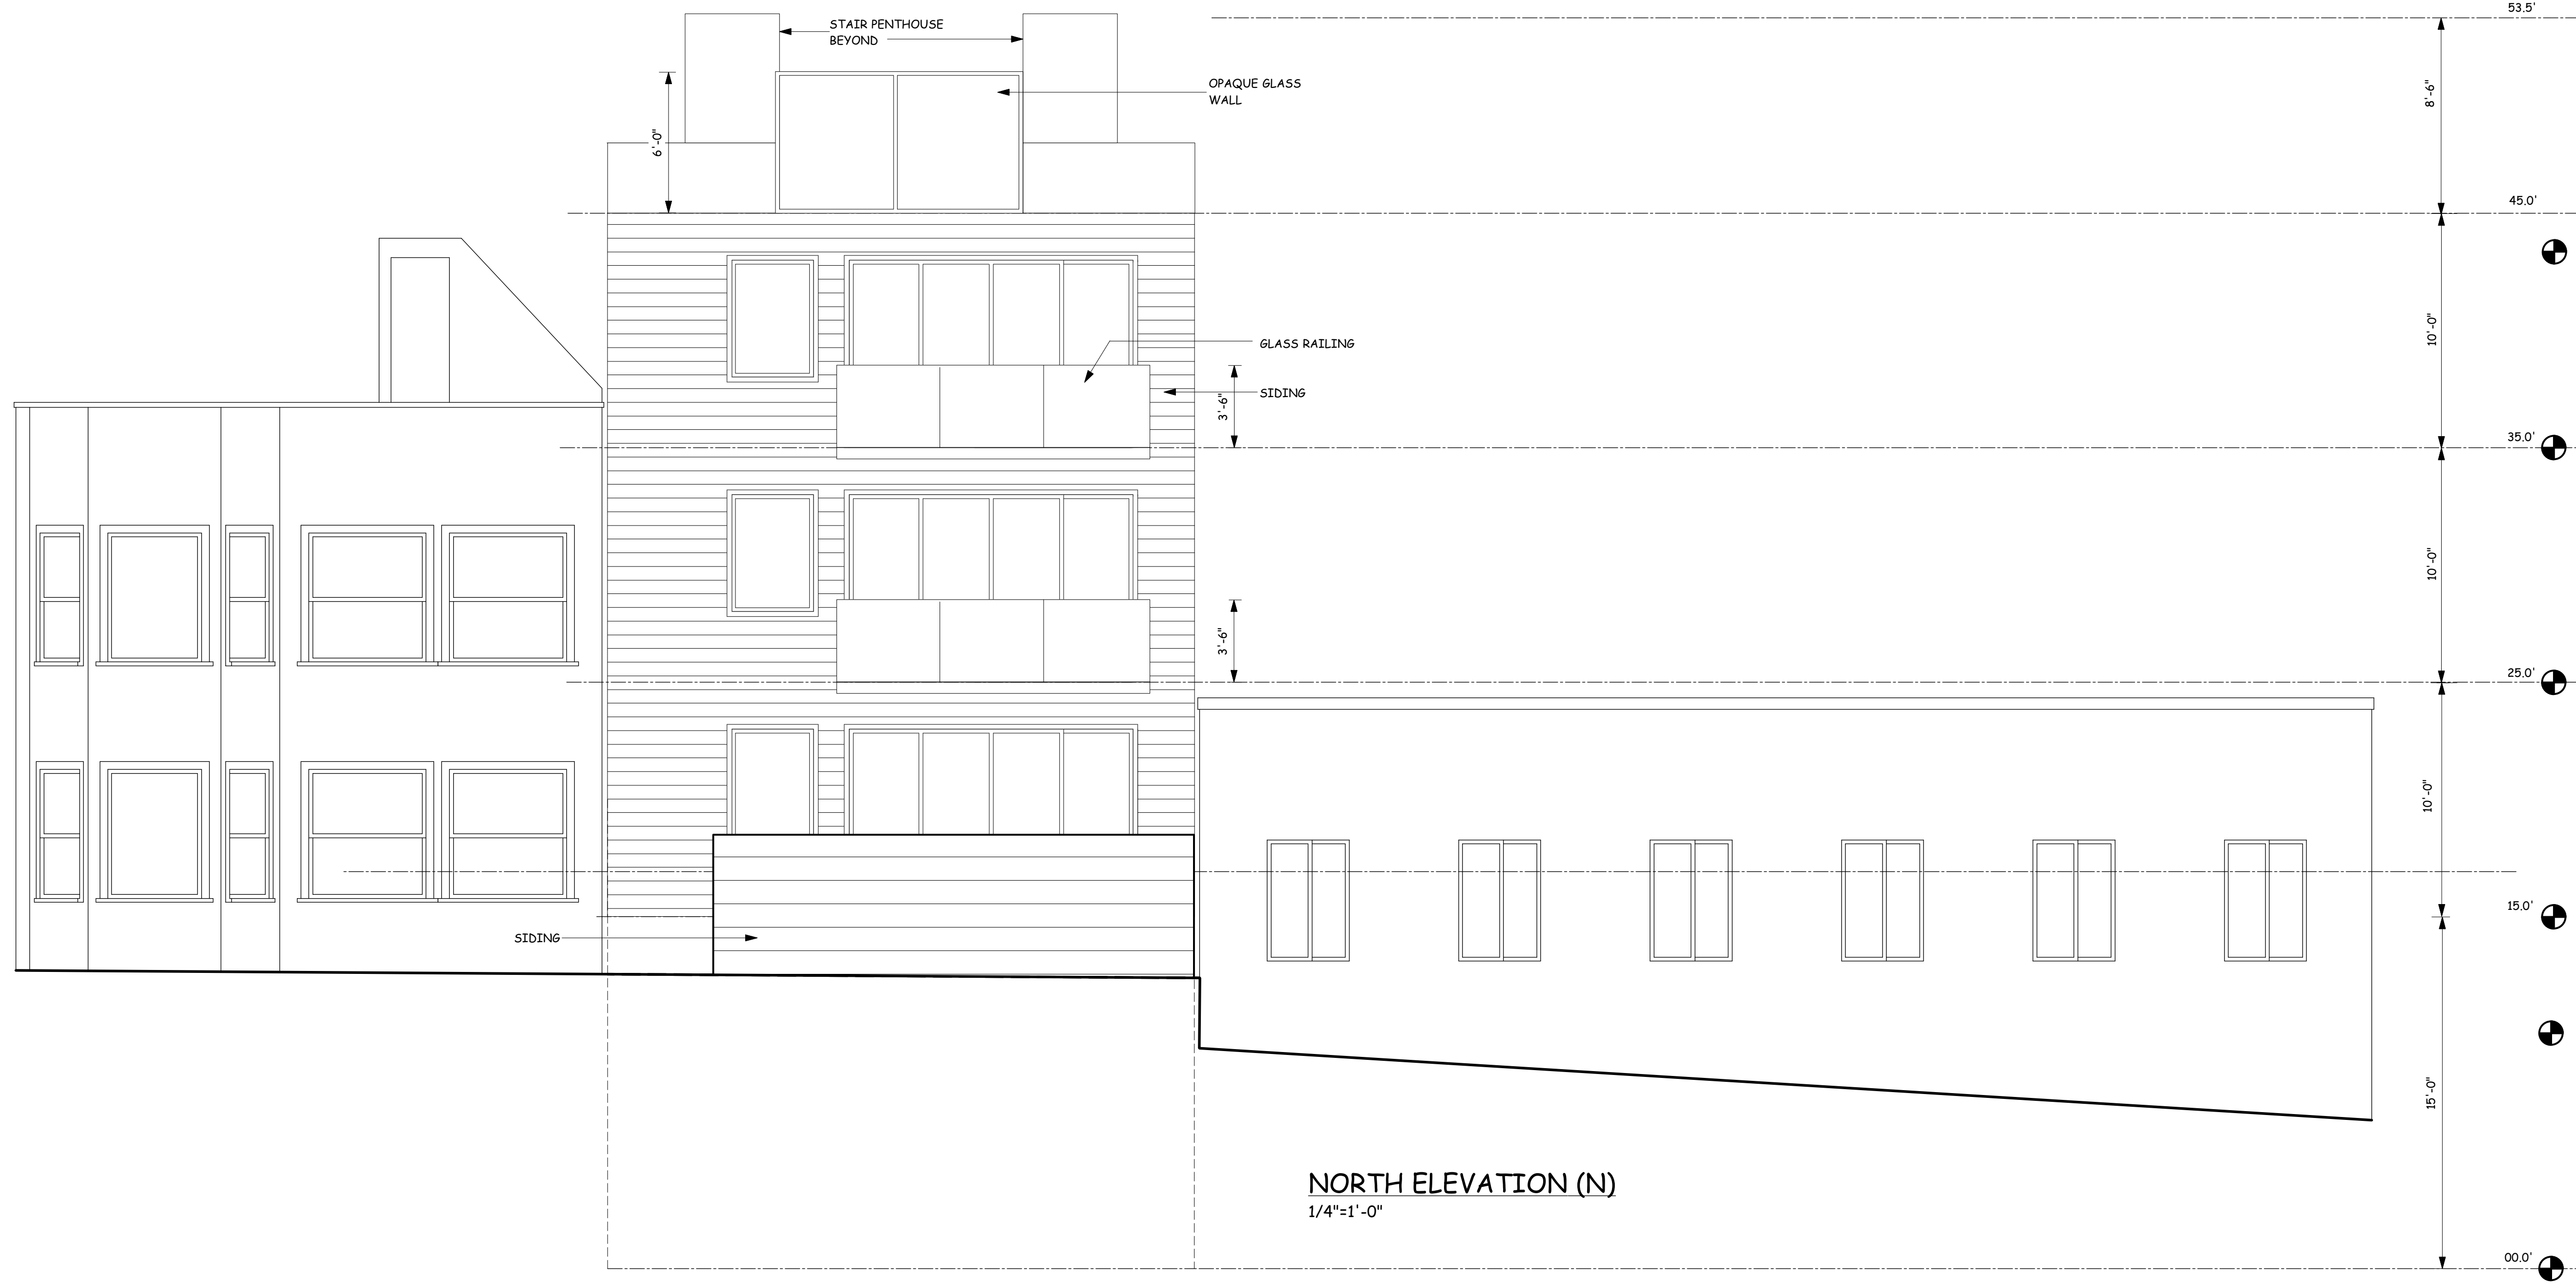 53.5'
STAIR PENTHOUSE
BEYOND
OPAQUE GLASS
WALL
8'-6"
6'-0"
45.0'
10'-0"
GLASS RAILING
SIDING
3'-6"
35.0'
10'-0"
3'-6"
25.0'
10'-0"
15.0'
SIDING
15'-0"
NORTH ELEVATION (N)
1/4"=1'-0"
00.0'